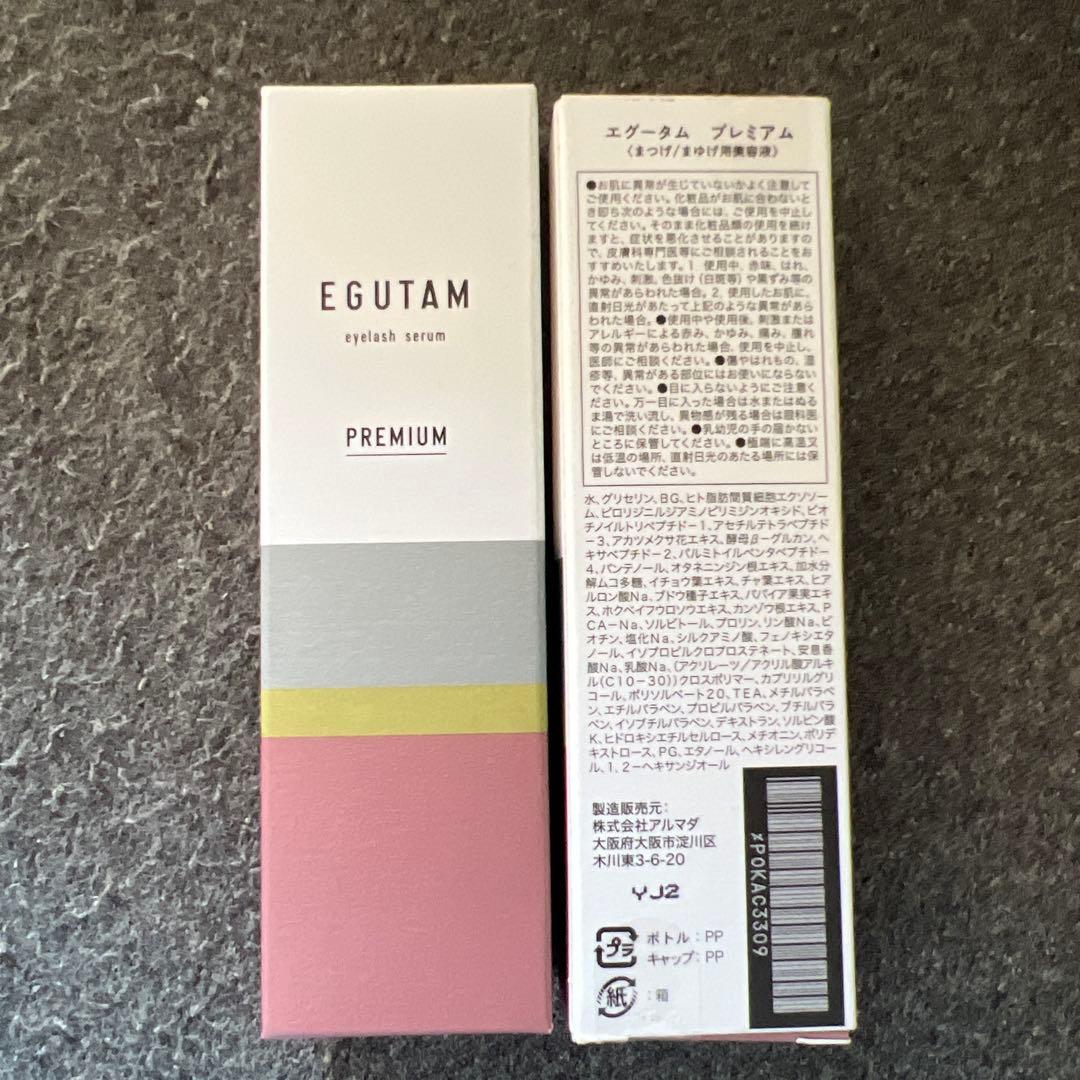 EGUTAM
eyelash serum
PREMIUM
エグータム プレミアム
〈まつげ/まゆげ用美容液〉
●お肌に異常が生じていないかよく注意して
ご使用ください。化粧品がお肌に合わないと
き即ち次のような場合には、ご使用を中止し
てください。そのまま化粧品類の使用を続け
ますと、症状を悪化させることがありますの
で、皮膚科専門医等にご相談されることをお
すすめいたします。1. 使用中、赤味、はれ、
かゆみ、刺激、色抜け(白斑等)や黒ずみ等の
異常があらわれた場合。2. 使用したお肌に、
直射日光があたって上記のような異常があら
われた場合。●使用中や使用後、刺激または
アレルギーによる赤み、かゆみ、痛み、腫れ
等の異常があらわれた場合、使用を中止し、
医師にご相談ください。●傷やはれもの、湿
疹等、異常がある部位にはお使いにならない
でください。●目に入らないようにご注意く
ださい。万一目に入った場合は水またはぬる
ま湯で洗い流し、異物感が残る場合は眼科医
にご相談ください。●乳幼児の手の届かない
ところに保管してください。●極端に高温又
は低温の場所、直射日光のあたる場所には保
管しないでください。
水、グリセリン、BG、ヒト脂肪間質細胞エクソソー
ム、ピロリジニルジアミノピリミジンオキシド、ビオ
チノイルトリペプチド－1、アセチルテトラペプチド
－3、アカツメクサ花エキス、酵母β－グルカン、ヘ
キサペプチド－2、パルミトイルペンタペプチド－
4、パンテノール、オタネニンジン根エキス、加水分
解ムコ多糖、イチョウ葉エキス、チャ葉エキス、ヒア
ルロン酸Na、ブドウ種子エキス、パパイア果実エキ
ス、ホクベイフウロソウエキス、カンゾウ根エキス、P
CA－Na、ソルビトール、プロリン、リン酸Na、ビ
オチン、塩化Na、シルクアミノ酸、フェノキシエタ
ノール、イソプロピルクロプロステネート、安息香
酸Na、乳酸Na、(アクリレーツ/アクリル酸アルキ
ル(C10－30))クロスポリマー、カプリリルグリ
コール、ポリソルベート20、TEA、メチルパラベ
ン、エチルパラベン、プロピルパラベン、ブチルパラ
ベン、イソブチルパラベン、デキストラン、ソルビン酸
K、ヒドロキシエチルセルロース、メチオニン、ポリデ
キストロース、PG、エタノール、ヘキシレングリコー
ル、1,2－ヘキサンジオール
製造販売元：
株式会社アルマダ
大阪府大阪市淀川区
木川東3-6-20
YJ2
プラ
ボトル：PP
キャップ：PP
紙
：箱
*P0KAC3309